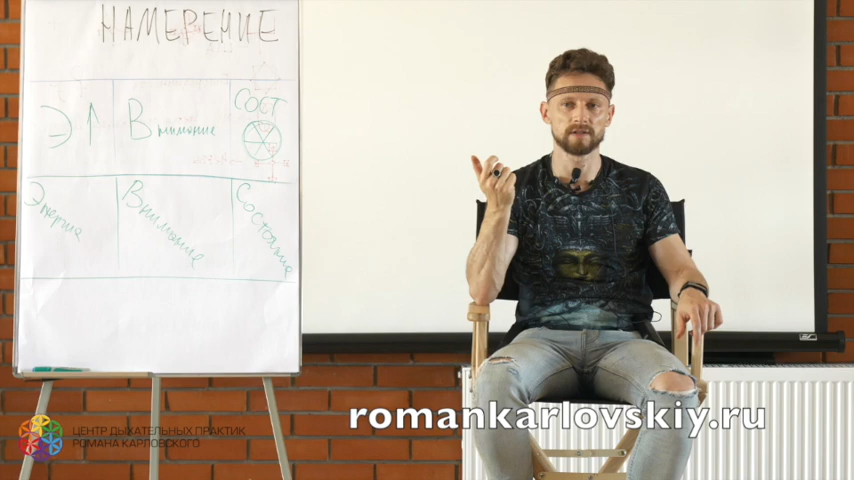 НАМЕРЕНИЕ
Э ↑ Внимание СОСТ
Энергия Внимание Состояние
romankarlovskiy.ru
ЦЕНТР ДЫХАТЕЛЬНЫХ ПРАКТИК
РОМАНА КАРЛОВСКОГО